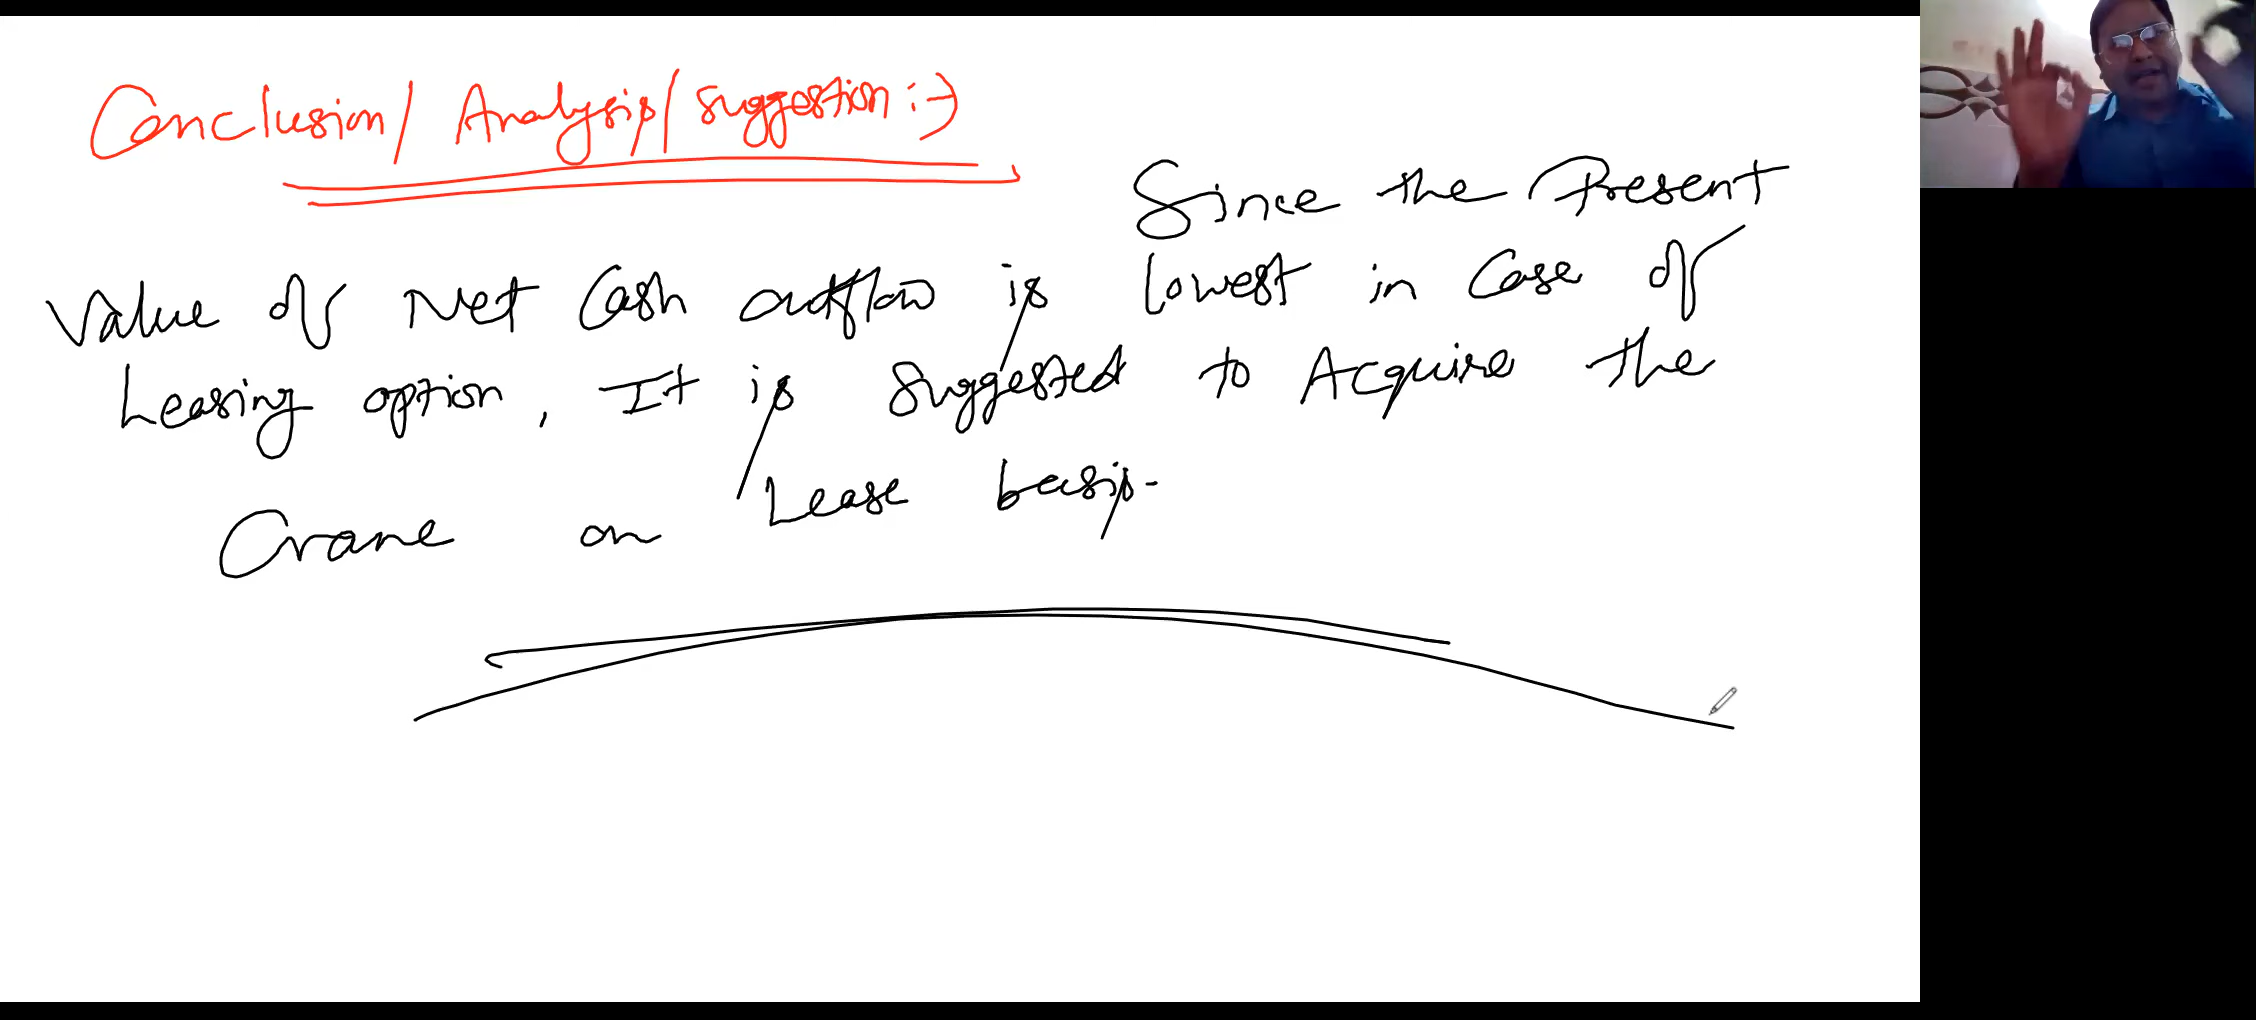 Conclusion/ Analysis/ Suggestion :→
Since the Present
Value of Net Cash outflow is lowest in Case of
Leasing option, It is suggested to Acquire the
Crane on Lease basis.